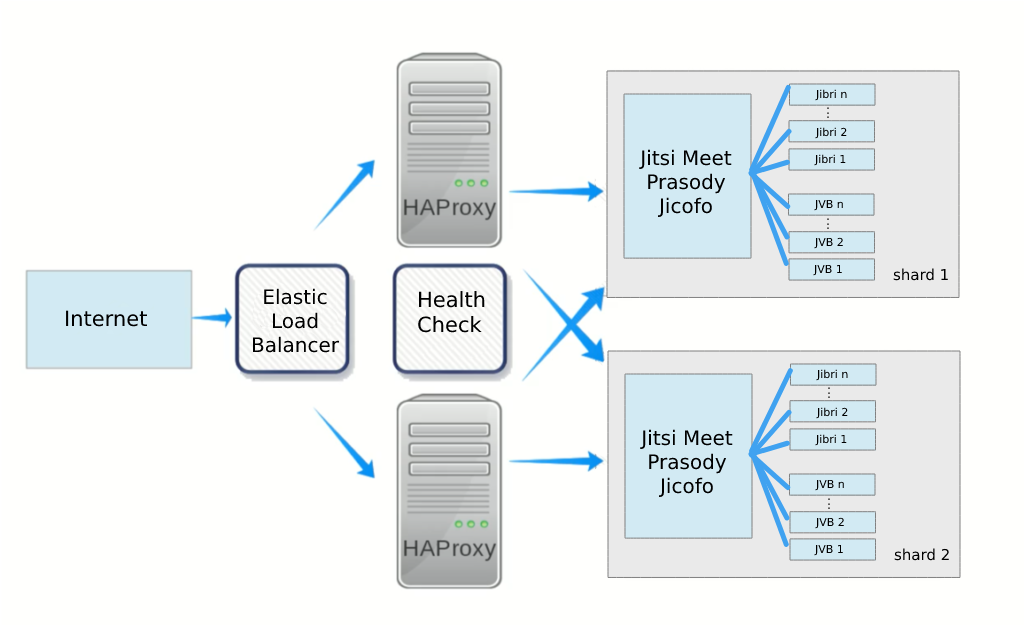 Internet
Elastic
Load
Balancer
HAProxy
Health
Check
HAProxy
Jitsi Meet
Prasody
Jicofo
Jibri n
⋮
Jibri 2
Jibri 1
JVB n
⋮
JVB 2
JVB 1
shard 1
Jitsi Meet
Prasody
Jicofo
Jibri n
⋮
Jibri 2
Jibri 1
JVB n
⋮
JVB 2
JVB 1
shard 2